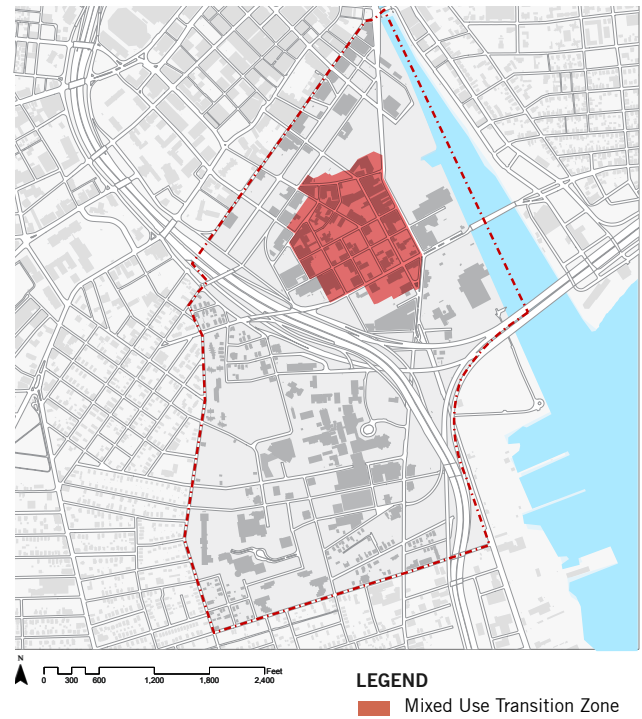 N
Feet
0 300 600 1,200 1,800 2,400
LEGEND
Mixed Use Transition Zone